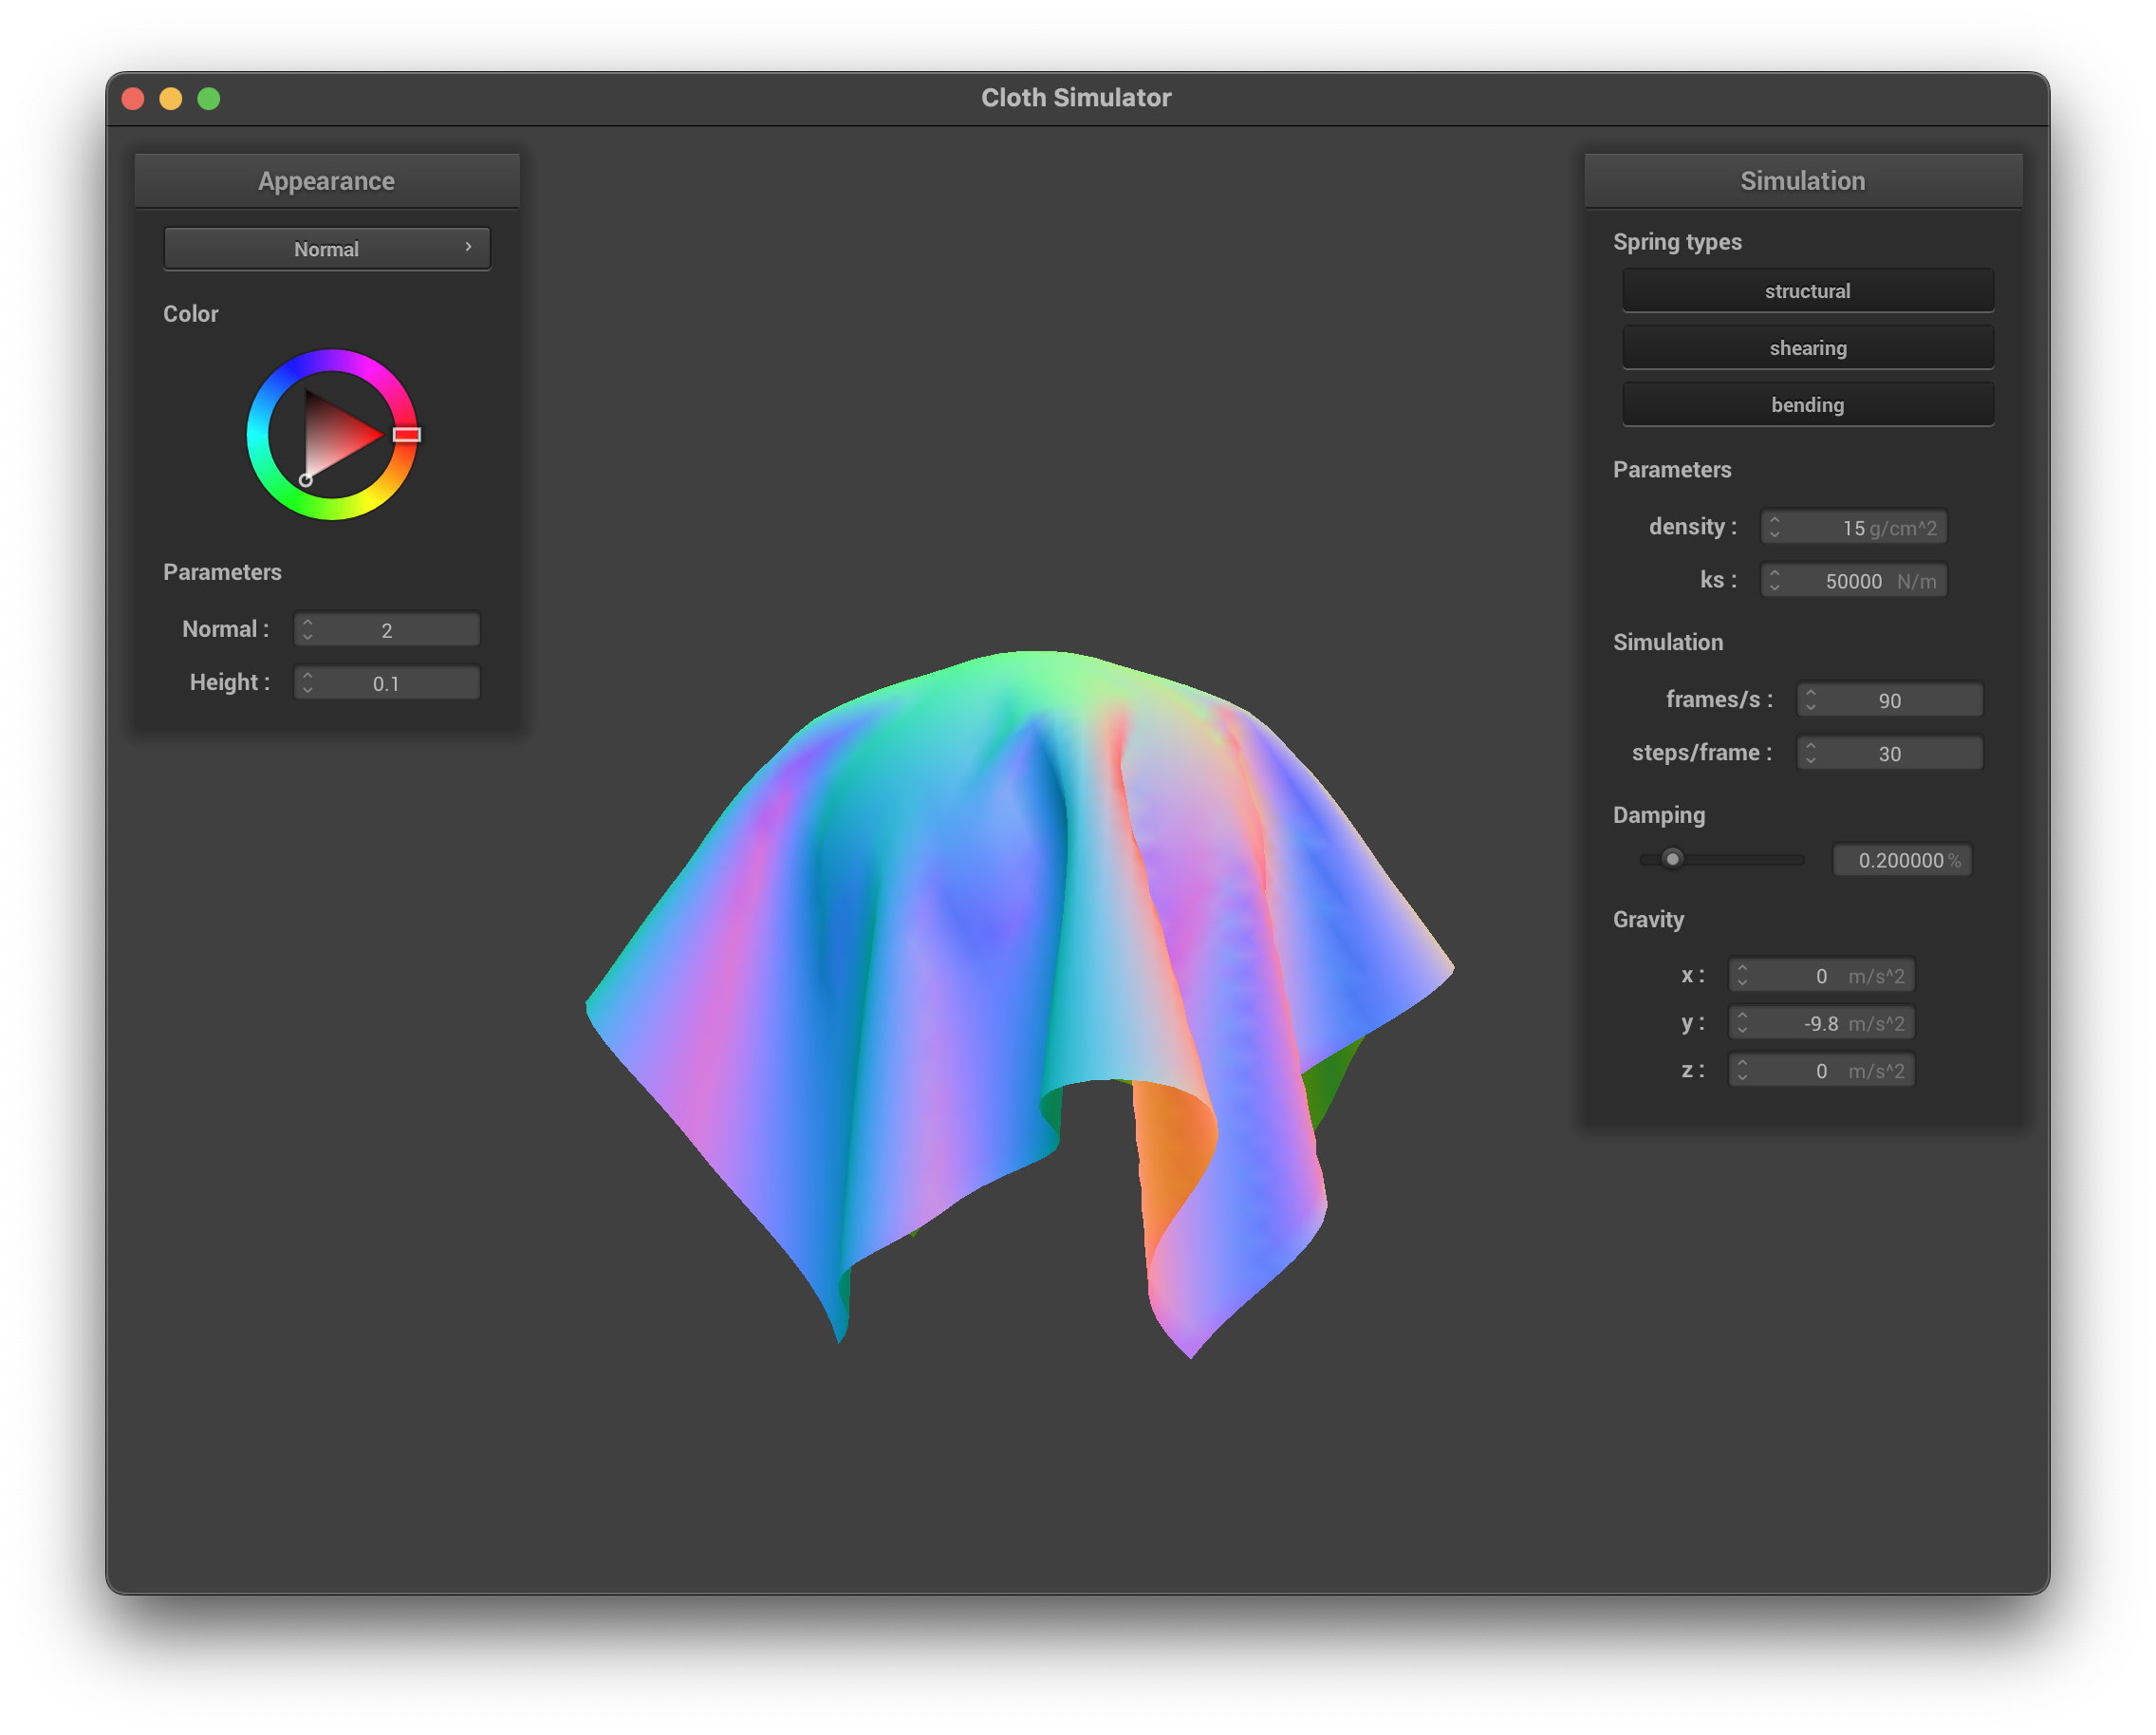 Cloth Simulator
Appearance
Normal
Color
Parameters
Normal : 2
Height : 0.1
Simulation
Spring types
structural
shearing
bending
Parameters
density : 15 g/cm^2
ks : 50000 N/m
Simulation
frames/s : 90
steps/frame : 30
Damping
0.200000 %
Gravity
x : 0 m/s^2
y : -9.8 m/s^2
z : 0 m/s^2